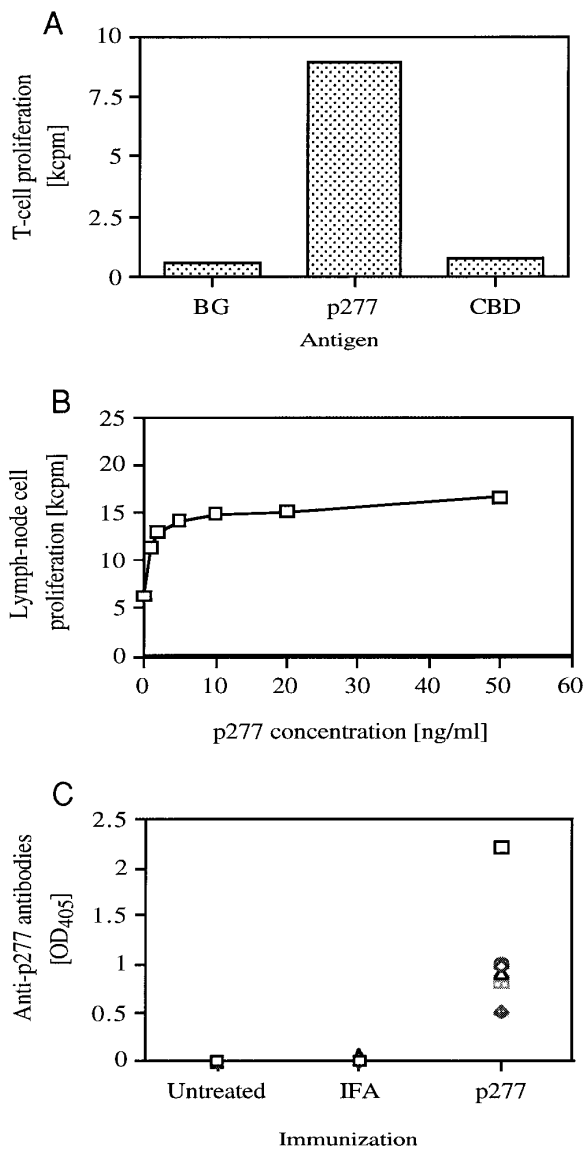 A
T-cell proliferation
[kcpm]
10
7.5
5
2.5
0
BG p277 CBD
Antigen
B
Lymph-node cell
proliferation [kcpm]
25
20
15
10
5
0
0 10 20 30 40 50 60
p277 concentration [ng/ml]
C
Anti-p277 antibodies
[OD405]
2.5
2
1.5
1
0.5
0
Untreated IFA p277
Immunization